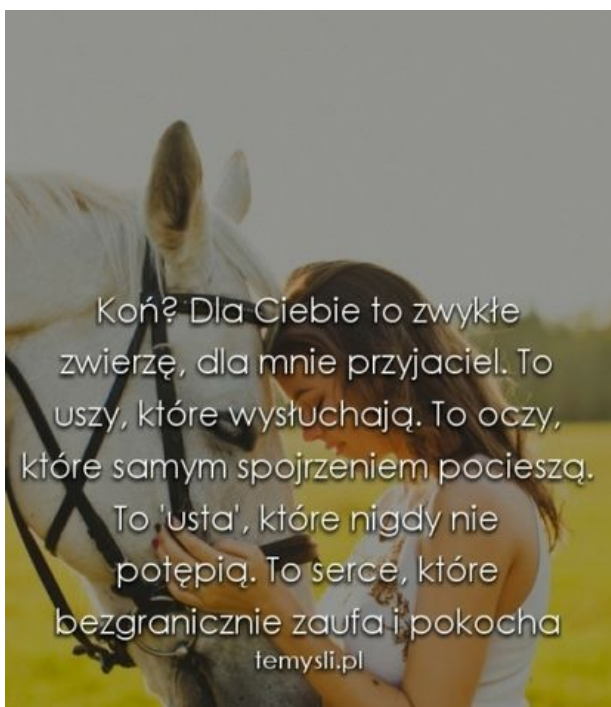 Koń? Dla Ciebie to zwykłe
zwierzę, dla mnie przyjaciel. To
uszy, które wysłuchają. To oczy,
które samym spojrzeniem pocieszą.
To 'usta', które nigdy nie
potępią. To serce, które
bezgranicznie zaufa i pokocha
temysli.pl